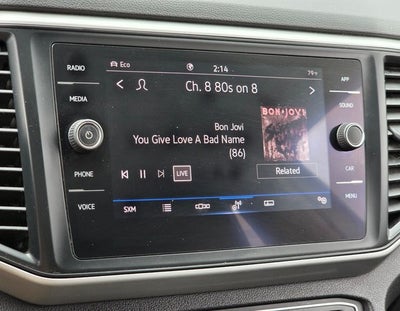 Eco 2:14 79°
RADIO
APP
Ch. 8 80s on 8
MEDIA
SOUND
BON JOVI
Bon Jovi
You Give Love A Bad Name
(86)
PHONE
LIVE
Related
CAR
VOICE
SXM
MENU